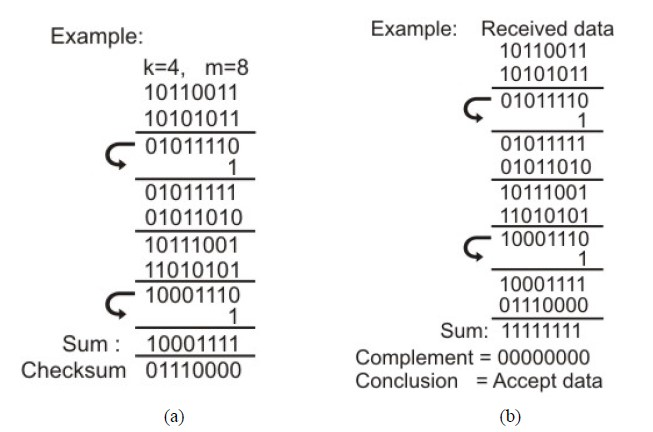 Example:
k=4, m=8
10110011
10101011
01011110
1
01011111
01011010
10111001
11010101
10001110
1
Sum : 10001111
Checksum 01110000
(a)
Example: Received data
10110011
10101011
01011110
1
01011111
01011010
10111001
11010101
10001110
1
10001111
01110000
Sum: 11111111
Complement = 00000000
Conclusion = Accept data
(b)